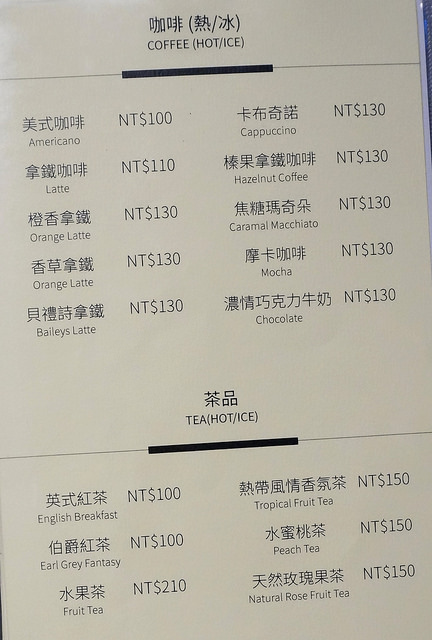 咖啡 (熱/冰)
COFFEE (HOT/ICE)
美式咖啡 NT$100
Americano
拿鐵咖啡 NT$110
Latte
橙香拿鐵 NT$130
Orange Latte
香草拿鐵 NT$130
Orange Latte
貝禮詩拿鐵 NT$130
Baileys Latte
卡布奇諾 NT$130
Cappuccino
榛果拿鐵咖啡 NT$130
Hazelnut Coffee
焦糖瑪奇朵 NT$130
Caramal Macchiato
摩卡咖啡 NT$130
Mocha
濃情巧克力牛奶 NT$130
Chocolate
茶品
TEA(HOT/ICE)
英式紅茶 NT$100
English Breakfast
伯爵紅茶 NT$100
Earl Grey Fantasy
水果茶 NT$210
Fruit Tea
熱帶風情香氛茶 NT$150
Tropical Fruit Tea
水蜜桃茶 NT$150
Peach Tea
天然玫瑰果茶 NT$150
Natural Rose Fruit Tea